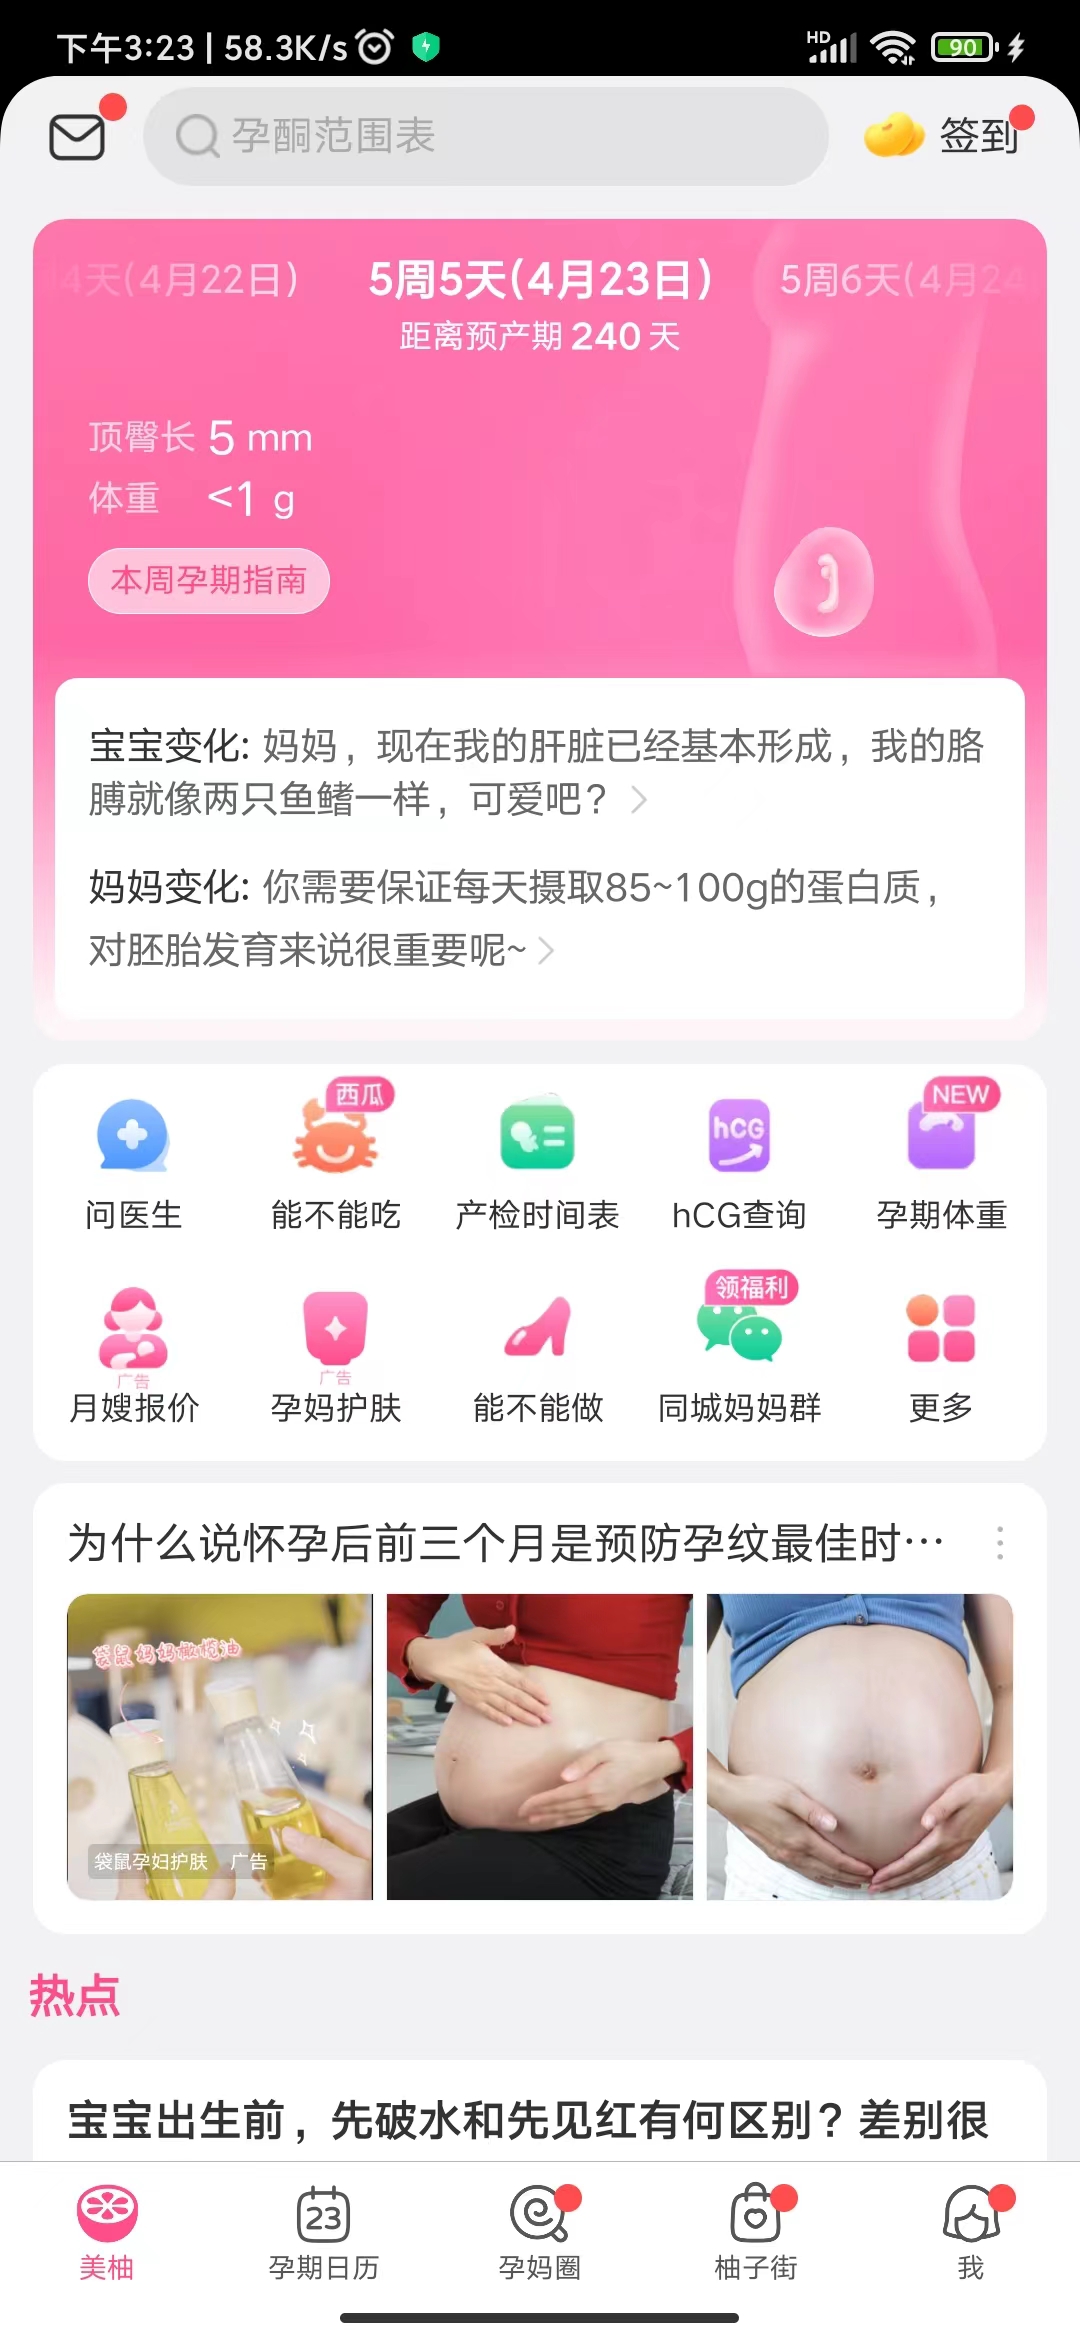 下午3:23 | 58.3K/s
HD
90
孕酮范围表
签到
4天(4月22日)
5周5天(4月23日)
5周6天(4月24
距离预产期 240 天
顶臀长 5 mm
体重 <1 g
本周孕期指南
宝宝变化: 妈妈，现在我的肝脏已经基本形成，我的胳
膊就像两只鱼鳍一样，可爱吧？
妈妈变化: 你需要保证每天摄取85~100g的蛋白质，
对胚胎发育来说很重要呢~
西瓜
hCG
NEW
问医生
能不能吃
产检时间表
hCG查询
孕期体重
领福利
广告
广告
月嫂报价
孕妈护肤
能不能做
同城妈妈群
更多
为什么说怀孕后前三个月是预防孕纹最佳时…
袋鼠妈妈橄榄油
袋鼠孕妇护肤 广告
热点
宝宝出生前，先破水和先见红有何区别？差别很
23
美柚
孕期日历
孕妈圈
柚子街
我